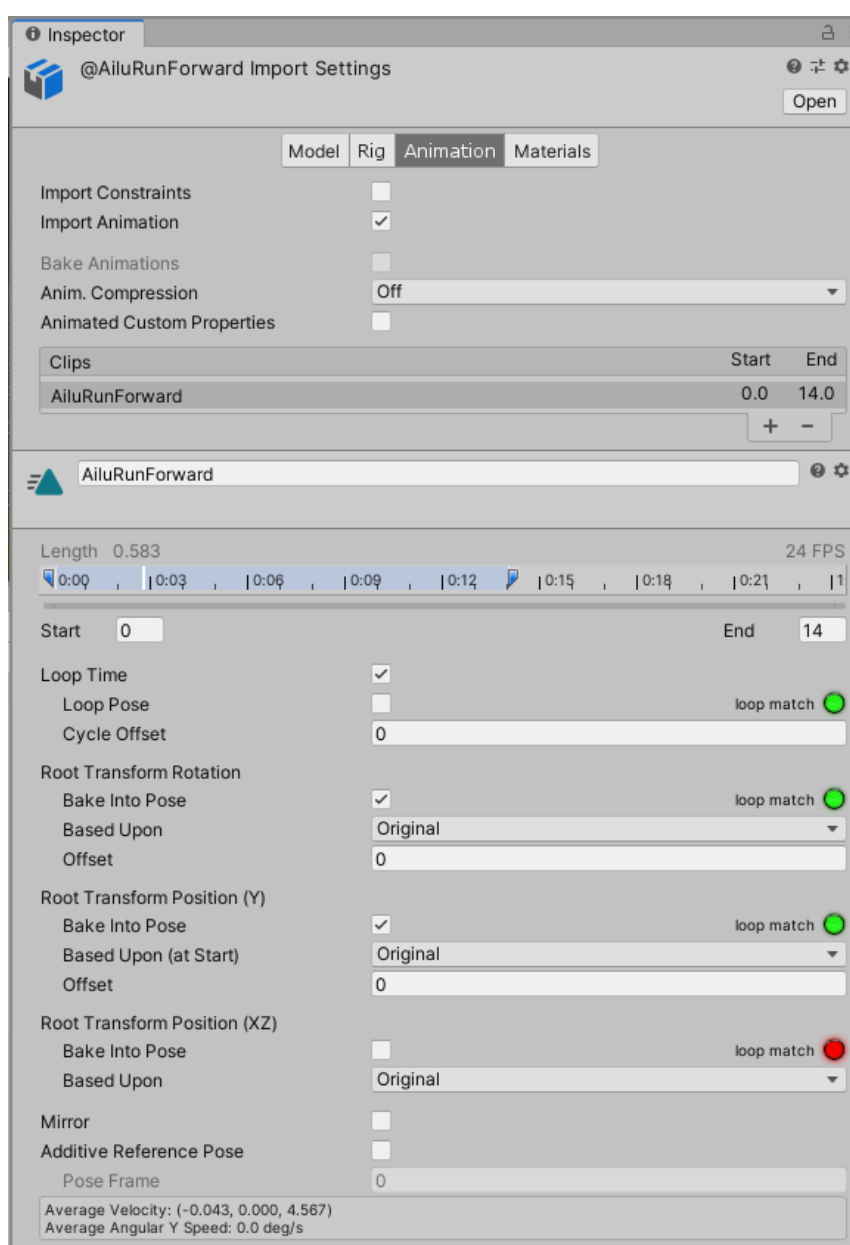 Inspector
@AiluRunForward Import Settings
Open
Model Rig Animation Materials
Import Constraints
Import Animation
Bake Animations
Anim. Compression Off
Animated Custom Properties
Clips Start End
AiluRunForward 0.0 14.0
+ −
AiluRunForward
Length 0.583 24 FPS
0:00 0:03 0:06 0:09 0:12 0:15 0:18 0:21 1
Start 0 End 14
Loop Time
Loop Pose loop match
Cycle Offset 0
Root Transform Rotation
Bake Into Pose loop match
Based Upon Original
Offset 0
Root Transform Position (Y)
Bake Into Pose loop match
Based Upon (at Start) Original
Offset 0
Root Transform Position (XZ)
Bake Into Pose loop match
Based Upon Original
Mirror
Additive Reference Pose
Pose Frame 0
Average Velocity: (-0.043, 0.000, 4.567)
Average Angular Y Speed: 0.0 deg/s